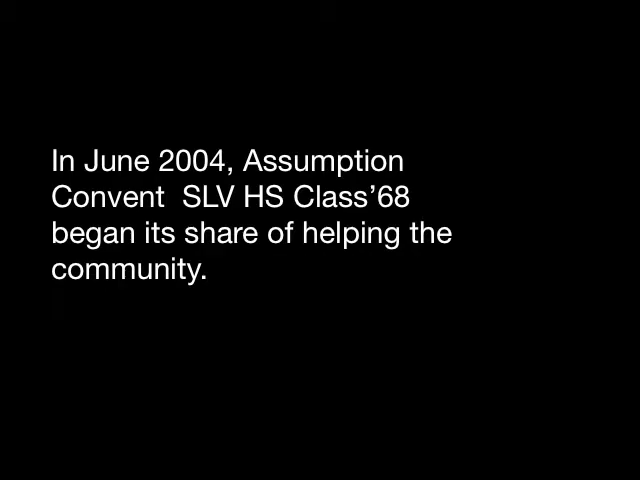 In June 2004, Assumption
Convent  SLV HS Class’68
began its share of helping the
community.